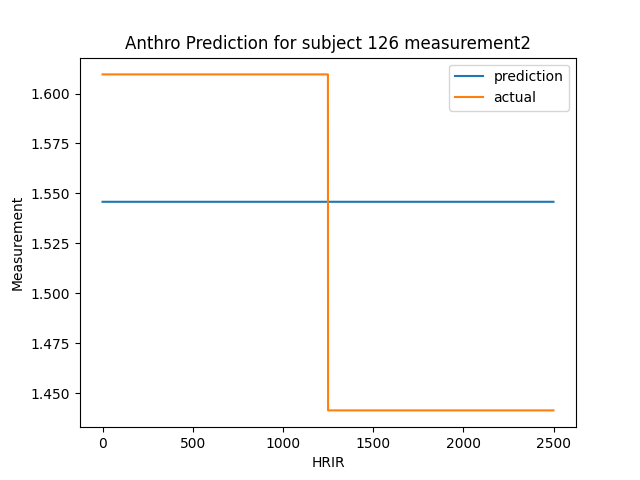 Anthro Prediction for subject 126 measurement2
prediction
actual
1.600
1.575
1.550
1.525
1.500
1.475
1.450
Measurement
0 500 1000 1500 2000 2500
HRIR